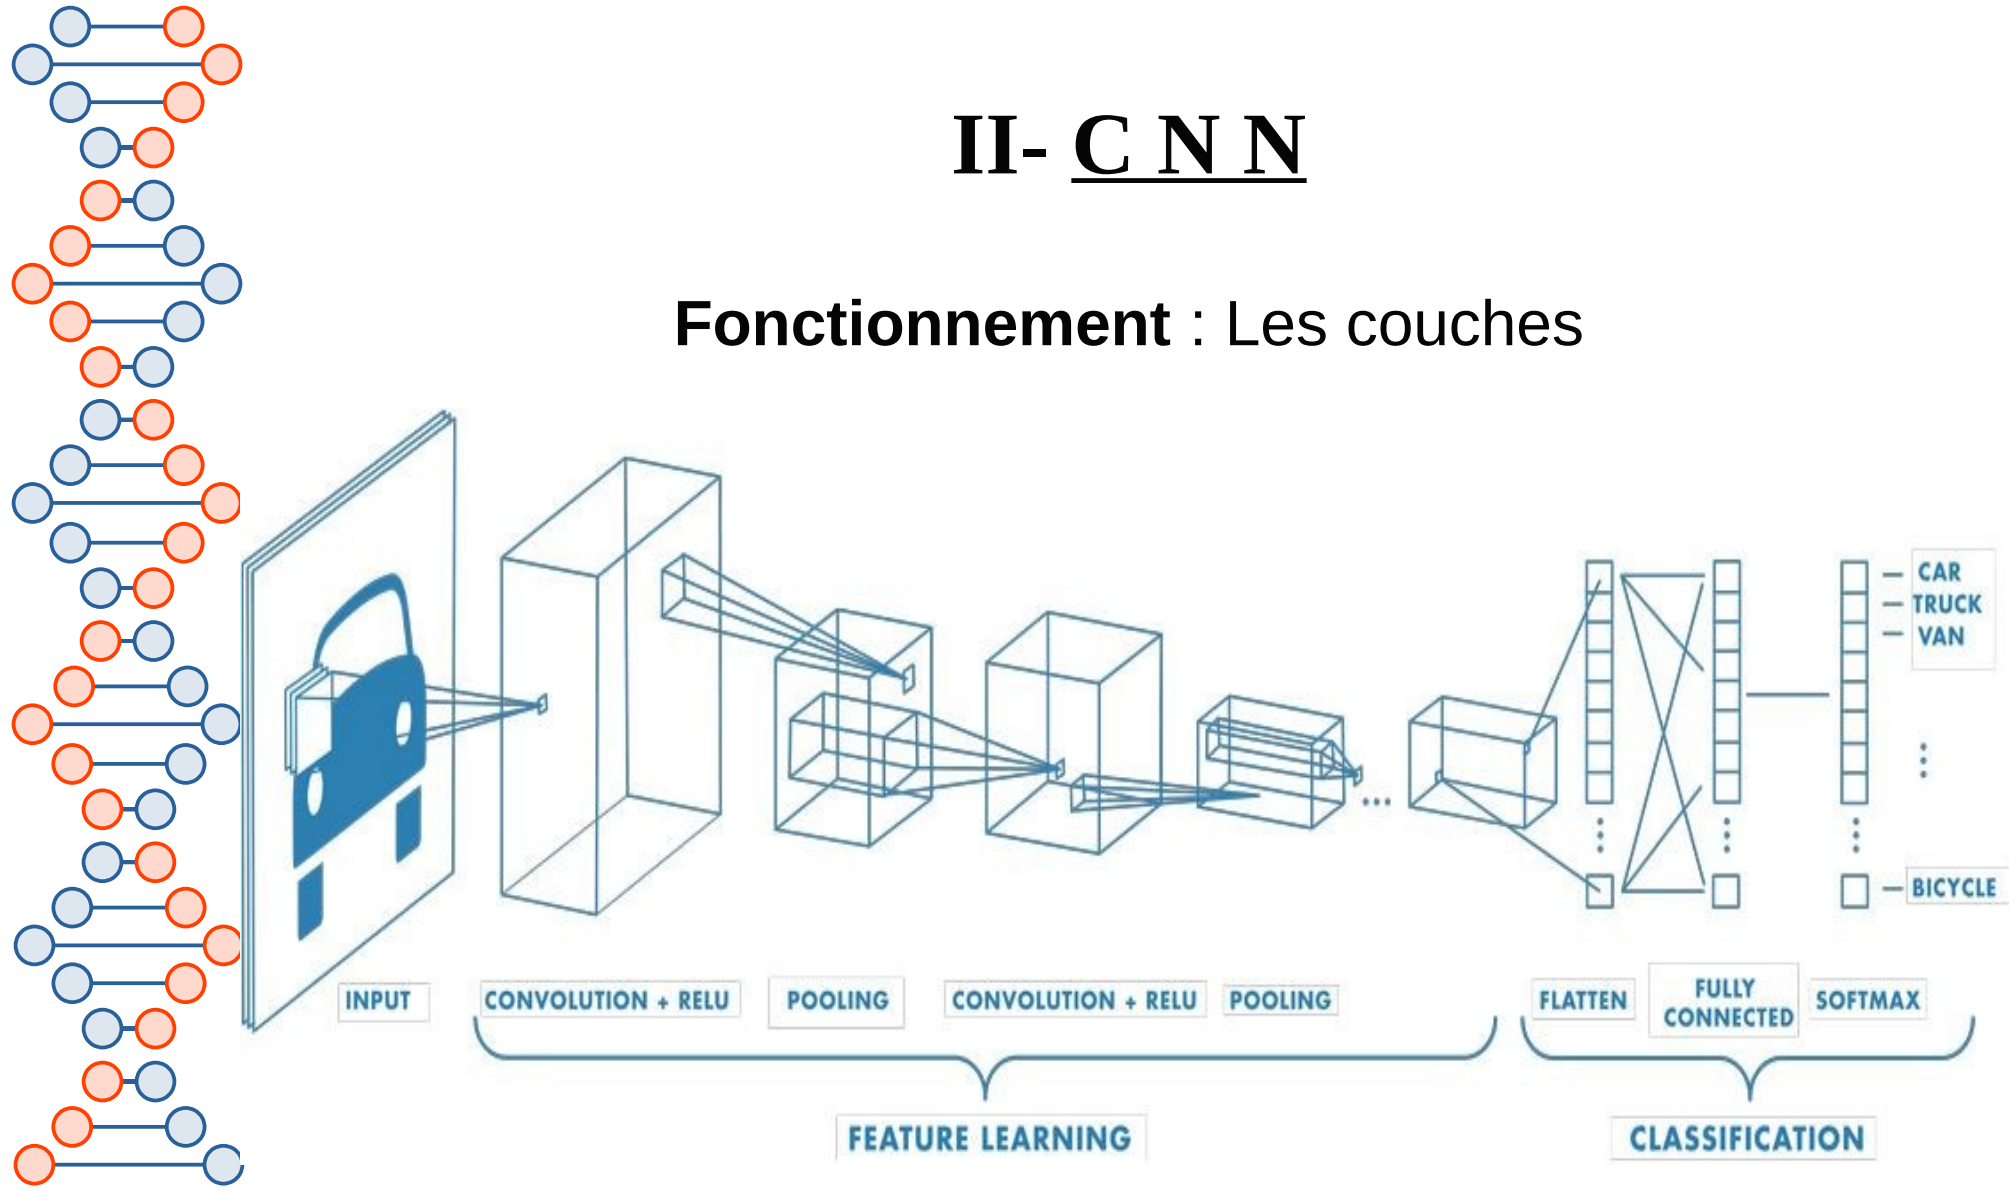 II- C N N
Fonctionnement : Les couches
CAR
TRUCK
VAN
BICYCLE
INPUT
CONVOLUTION + RELU
POOLING
CONVOLUTION + RELU
POOLING
FLATTEN
FULLY
CONNECTED
SOFTMAX
FEATURE LEARNING
CLASSIFICATION